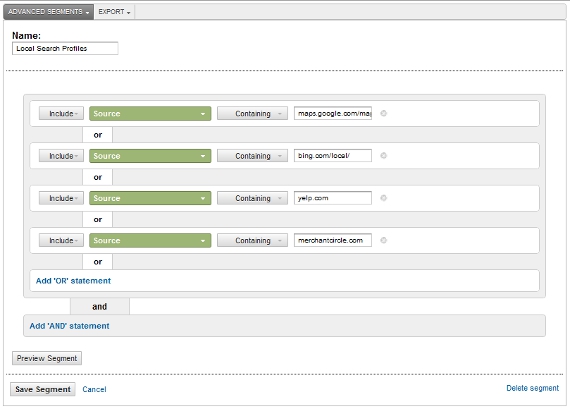 ADVANCED SEGMENTS EXPORT
Name:
Local Search Profiles
Include Source Containing maps.google.com/ma
or
Include Source Containing bing.com/local/
or
Include Source Containing yelp.com
or
Include Source Containing merchantcircle.com
or
Add 'OR' statement
and
Add 'AND' statement
Preview Segment
Save Segment Cancel Delete segment